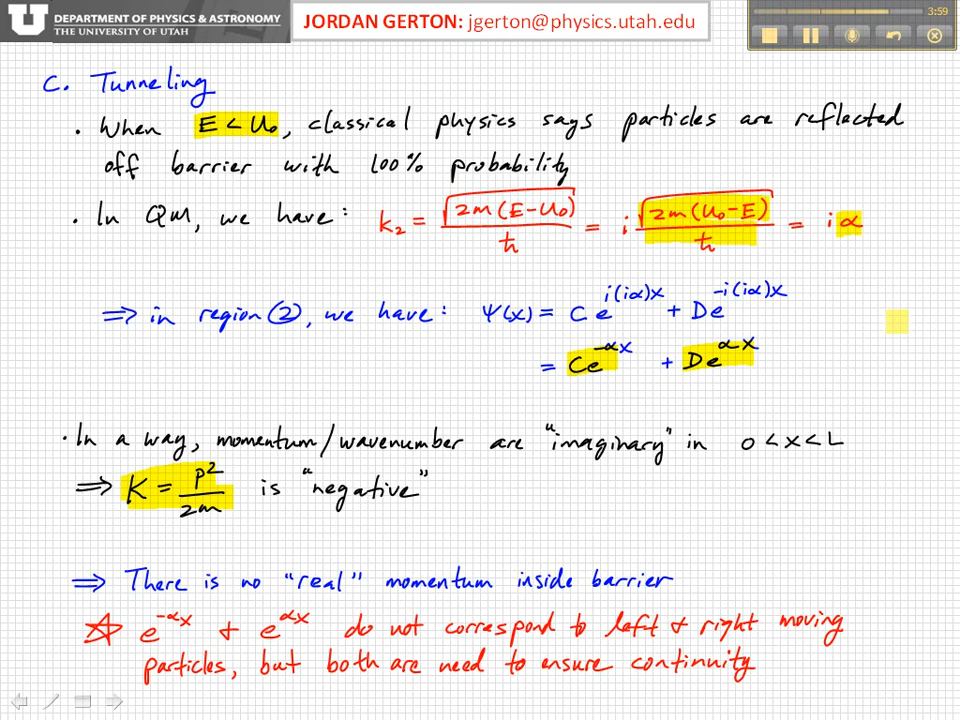 U DEPARTMENT OF PHYSICS & ASTRONOMY
THE UNIVERSITY OF UTAH
JORDAN GERTON: jgerton@physics.utah.edu
3:59
C. Tunneling
• When E < U₀, classical physics says particles are reflected
off barrier with 100% probability
• In QM, we have: k₂ = √(2m(E-U₀))/ħ = i √(2m(U₀-E))/ħ = i α
⇒ in region ②, we have: Ψ(x) = C e^{i(iα)x} + D e^{-i(iα)x}
= Ce^{-αx} + De^{αx}
• In a way, momentum/wavenumber are "imaginary" in 0 < x < L
⇒ K = p²/2m is "negative"
⇒ There is no "real" momentum inside barrier
☆ e^{-αx} + e^{αx} do not correspond to left + right moving
particles, but both are need to ensure continuity